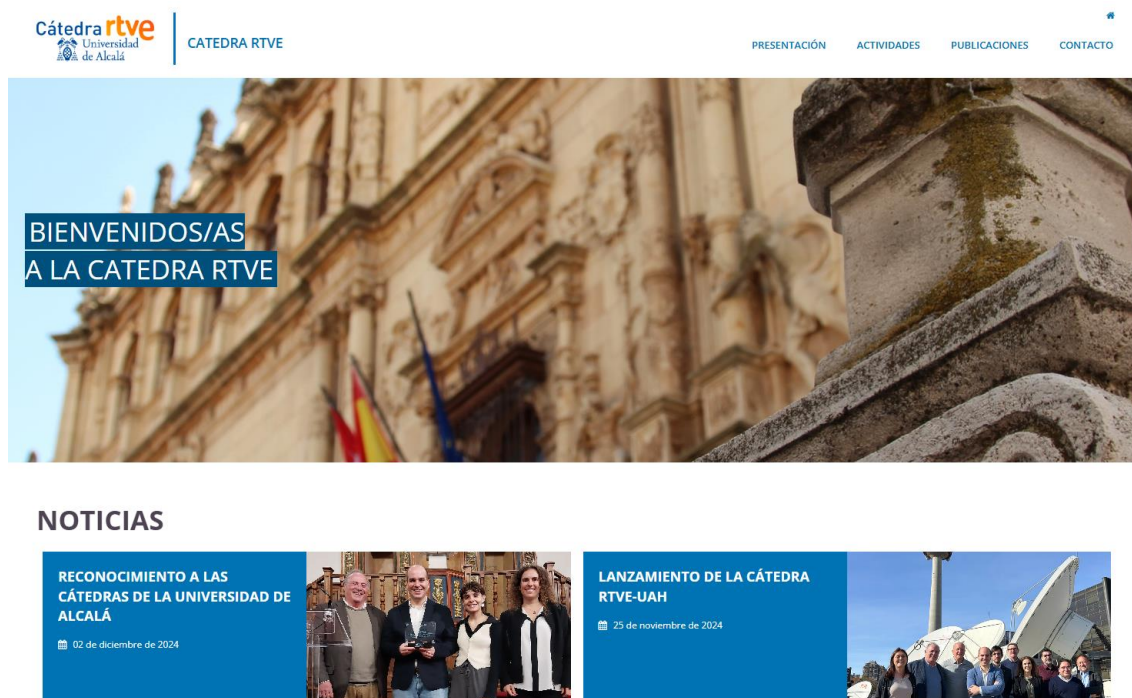 Cátedra rtve
Universidad
de Alcalá
CATEDRA RTVE
PRESENTACIÓN ACTIVIDADES PUBLICACIONES CONTACTO
BIENVENIDOS/AS
A LA CATEDRA RTVE
NOTICIAS
RECONOCIMIENTO A LAS
CÁTEDRAS DE LA UNIVERSIDAD DE
ALCALÁ
02 de diciembre de 2024
LANZAMIENTO DE LA CÁTEDRA
RTVE-UAH
25 de noviembre de 2024